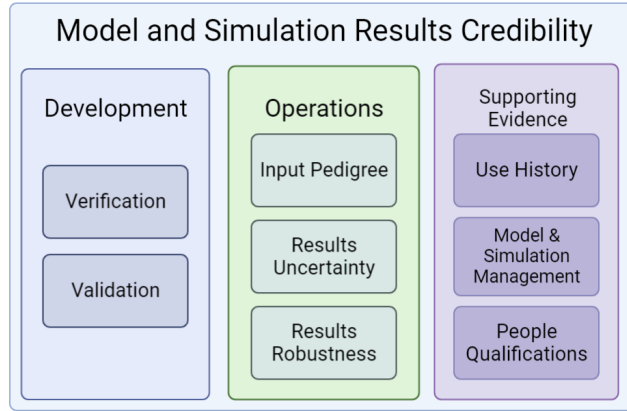 Model and Simulation Results Credibility
Development
Verification
Validation
Operations
Input Pedigree
Results
Uncertainty
Results
Robustness
Supporting
Evidence
Use History
Model &
Simulation
Management
People
Qualifications